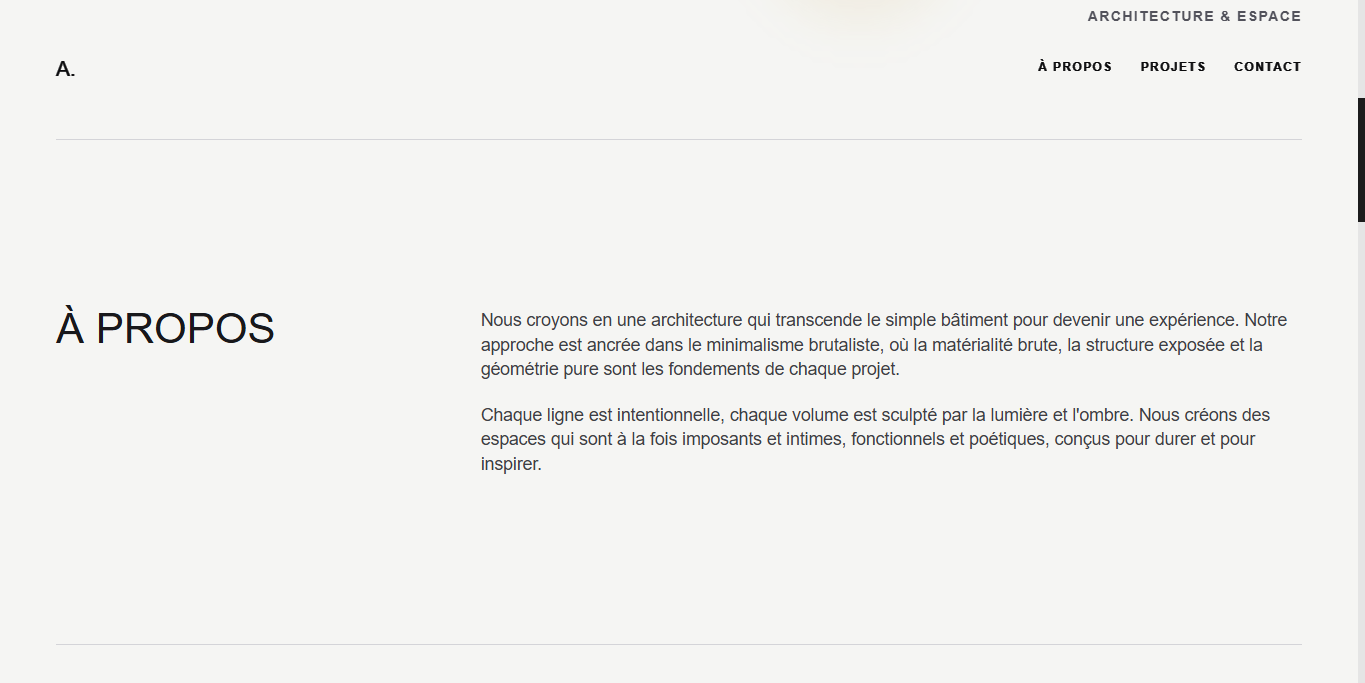 ARCHITECTURE & ESPACE
A.
À PROPOS PROJETS CONTACT
À PROPOS
Nous croyons en une architecture qui transcende le simple bâtiment pour devenir une expérience. Notre
approche est ancrée dans le minimalisme brutaliste, où la matérialité brute, la structure exposée et la
géométrie pure sont les fondements de chaque projet.
Chaque ligne est intentionnelle, chaque volume est sculpté par la lumière et l'ombre. Nous créons des
espaces qui sont à la fois imposants et intimes, fonctionnels et poétiques, conçus pour durer et pour
inspirer.